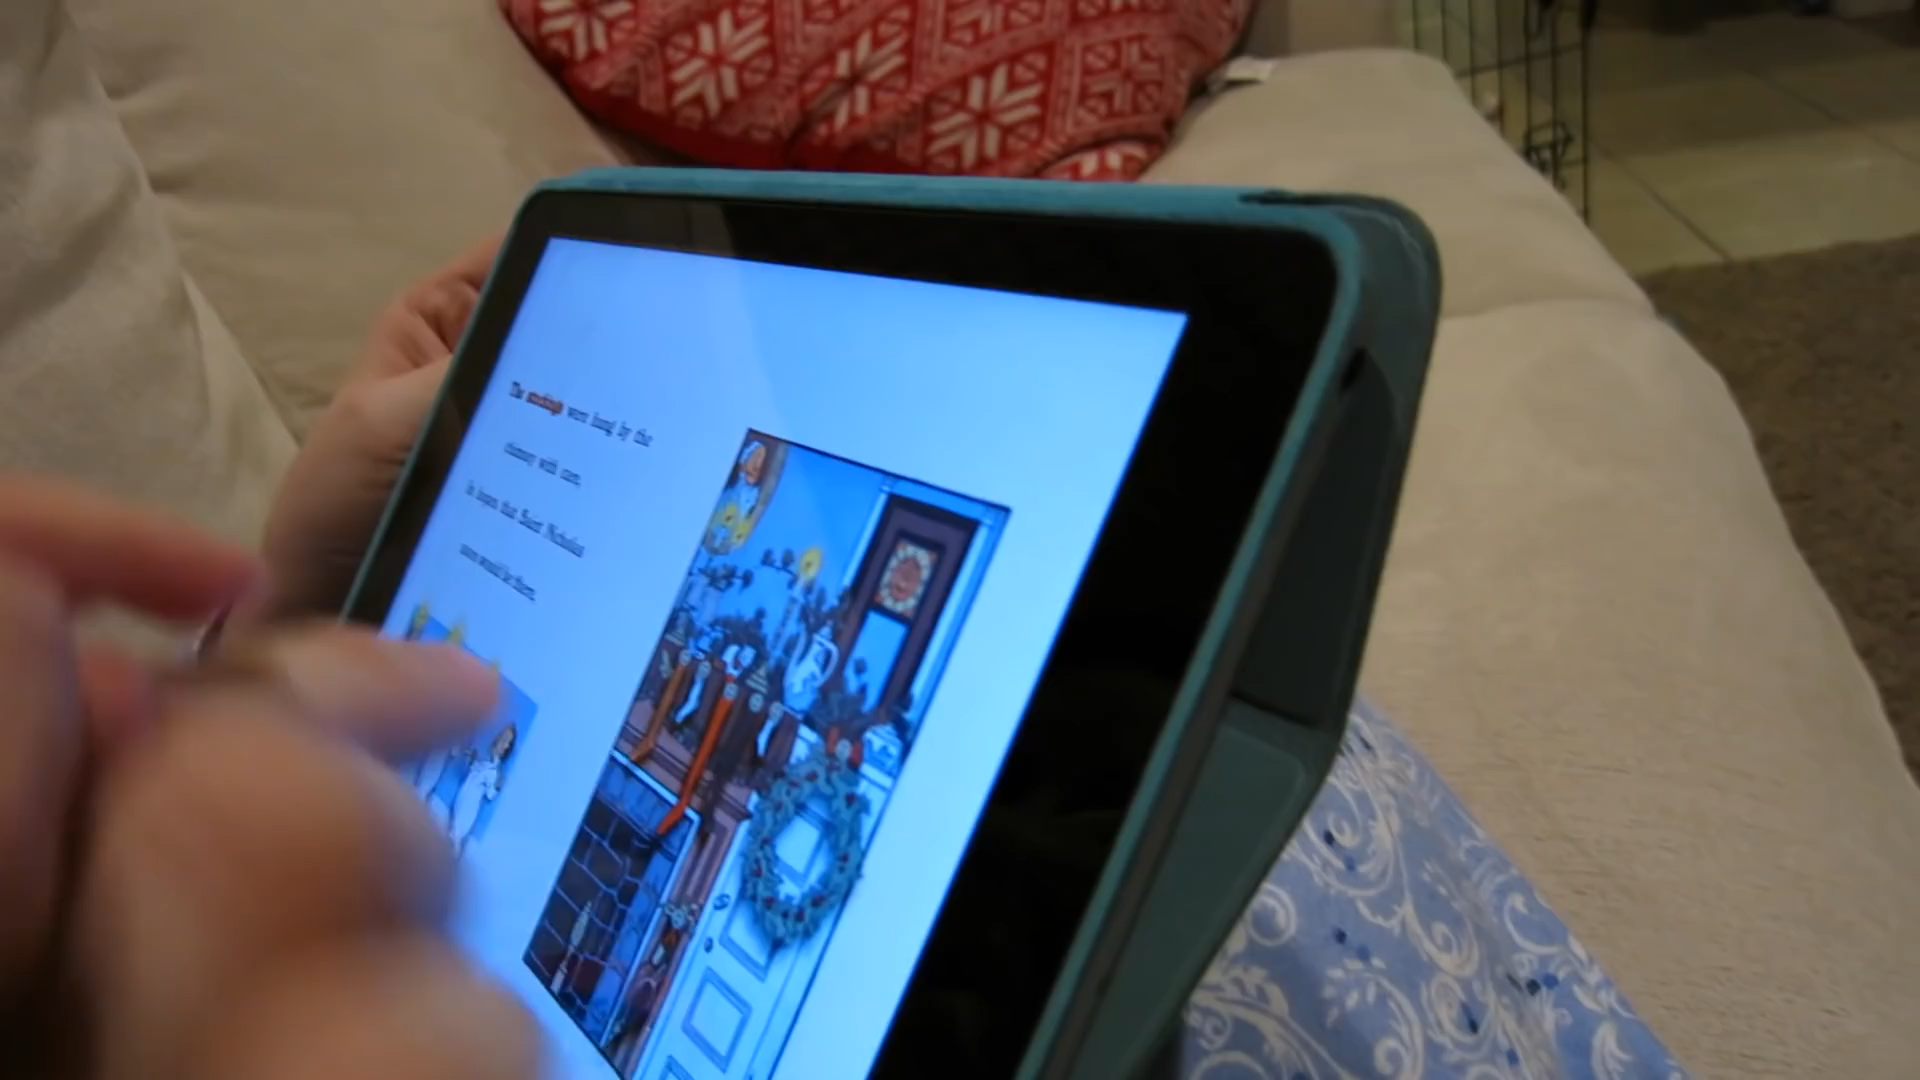 The stockings were hung by the
chimney with care,
In hopes that Saint Nicholas
soon would be there.